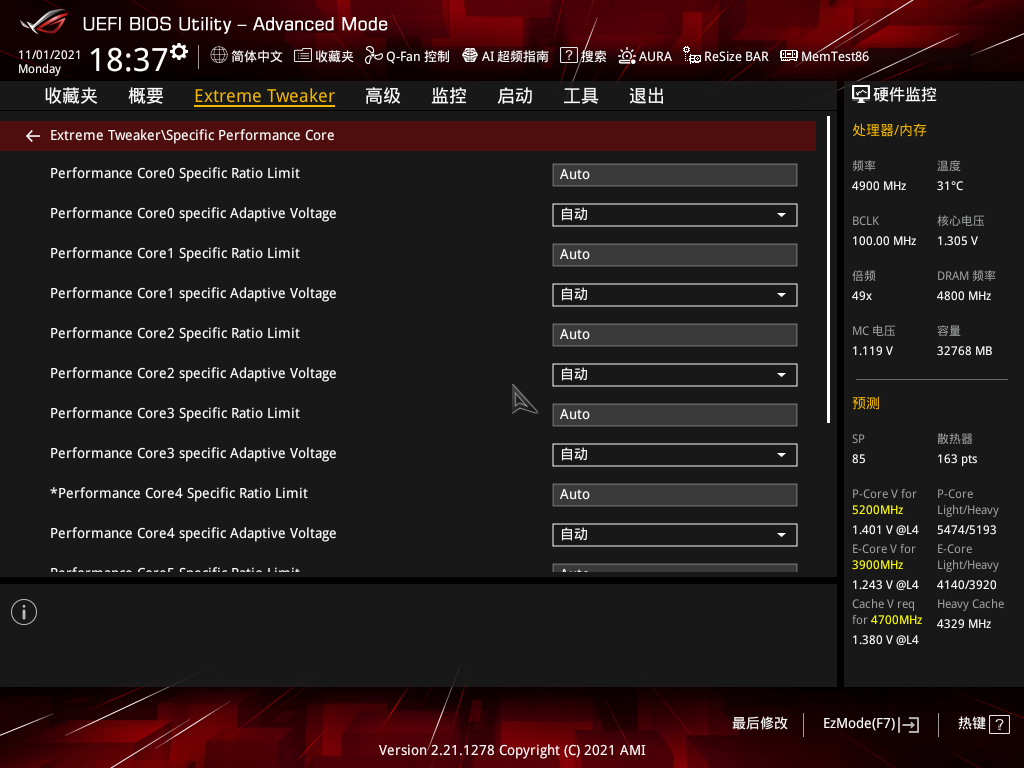 UEFI BIOS Utility – Advanced Mode
11/01/2021
Monday
18:37
简体中文
收藏夹
Q-Fan 控制
AI 超频指南
?
搜索
AURA
ReSize BAR
MemTest86
收藏夹
概要
Extreme Tweaker
高级
监控
启动
工具
退出
Extreme Tweaker\Specific Performance Core
Performance Core0 Specific Ratio Limit
Auto
Performance Core0 specific Adaptive Voltage
自动
Performance Core1 Specific Ratio Limit
Auto
Performance Core1 specific Adaptive Voltage
自动
Performance Core2 Specific Ratio Limit
Auto
Performance Core2 specific Adaptive Voltage
自动
Performance Core3 Specific Ratio Limit
Auto
Performance Core3 specific Adaptive Voltage
自动
*Performance Core4 Specific Ratio Limit
Auto
Performance Core4 specific Adaptive Voltage
自动
Performance Core5 Specific Ratio Limit
Auto
硬件监控
处理器/内存
频率
温度
4900 MHz
31°C
BCLK
核心电压
100.00 MHz
1.305 V
倍频
DRAM 频率
49x
4800 MHz
MC 电压
容量
1.119 V
32768 MB
预测
SP
散热器
85
163 pts
P-Core V for
5200MHz
P-Core
Light/Heavy
1.401 V @L4
5474/5193
E-Core V for
3900MHz
E-Core
Light/Heavy
1.243 V @L4
4140/3920
Cache V req
for 4700MHz
Heavy Cache
4329 MHz
1.380 V @L4
最后修改
EzMode(F7)
热键 ?
Version 2.21.1278 Copyright (C) 2021 AMI